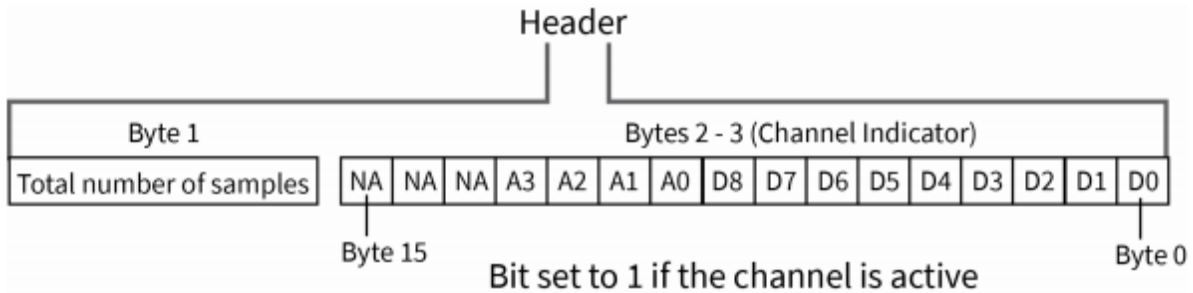 Header
Byte 1 Bytes 2 - 3 (Channel Indicator)
Total number of samples NA NA NA A3 A2 A1 A0 D8 D7 D6 D5 D4 D3 D2 D1 D0
Byte 15 Byte 0
Bit set to 1 if the channel is active